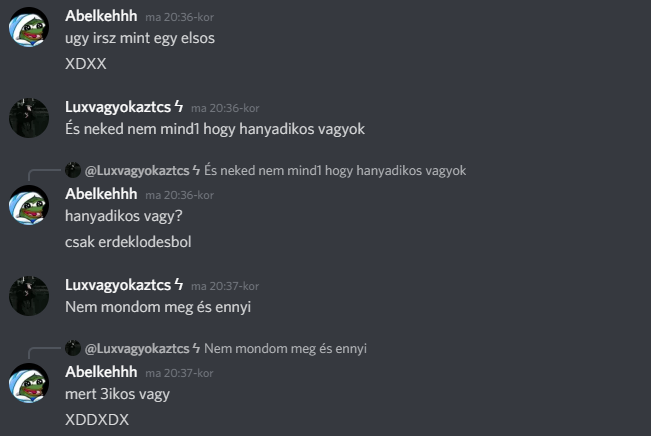 Abelkehhh ma 20:36-kor
ugy irsz mint egy elsos
XDXX
Luxvagyokaztcs ϟ ma 20:36-kor
És neked nem mind1 hogy hanyadikos vagyok
@Luxvagyokaztcs ϟ És neked nem mind1 hogy hanyadikos vagyok
Abelkehhh ma 20:36-kor
hanyadikos vagy?
csak erdeklodesbol
Luxvagyokaztcs ϟ ma 20:37-kor
Nem mondom meg és ennyi
@Luxvagyokaztcs ϟ Nem mondom meg és ennyi
Abelkehhh ma 20:37-kor
mert 3ikos vagy
XDDXDX